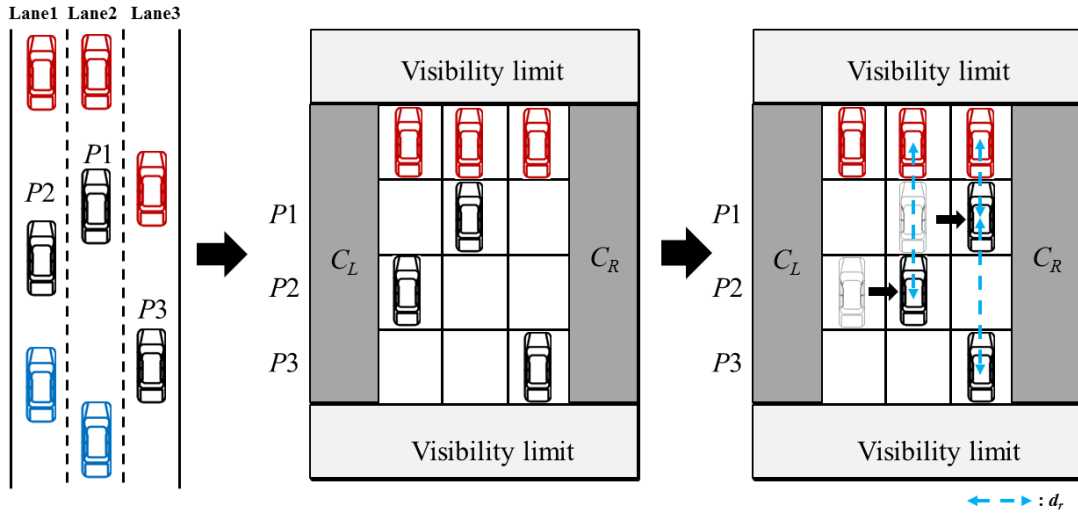 Lane1 Lane2 Lane3
P1
P2
P3
Visibility limit
P1
P2
P3
C_L
C_R
Visibility limit
Visibility limit
P1
P2
P3
C_L
C_R
Visibility limit
: d_r